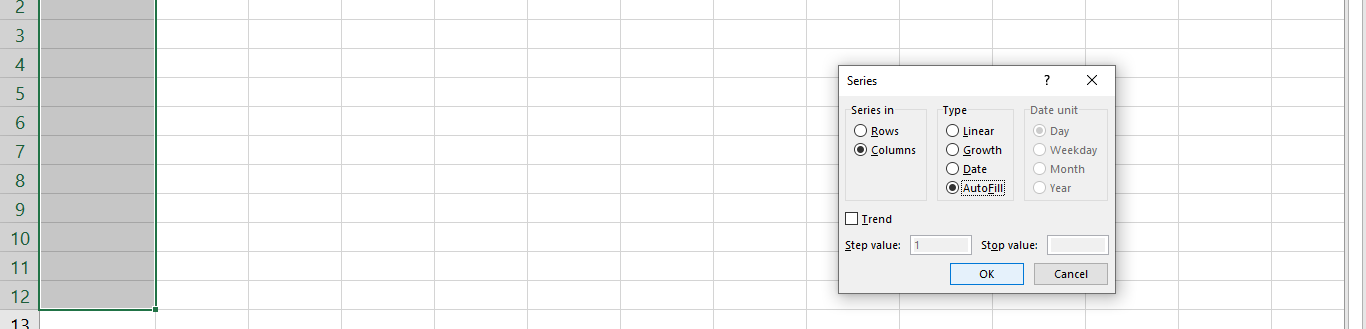 2
3
4
5
6
7
8
9
10
11
12
13
Series ?
Series in
Rows
Columns
Type
Linear
Growth
Date
AutoFill
Date unit
Day
Weekday
Month
Year
Trend
Step value: 1 Stop value:
OK Cancel